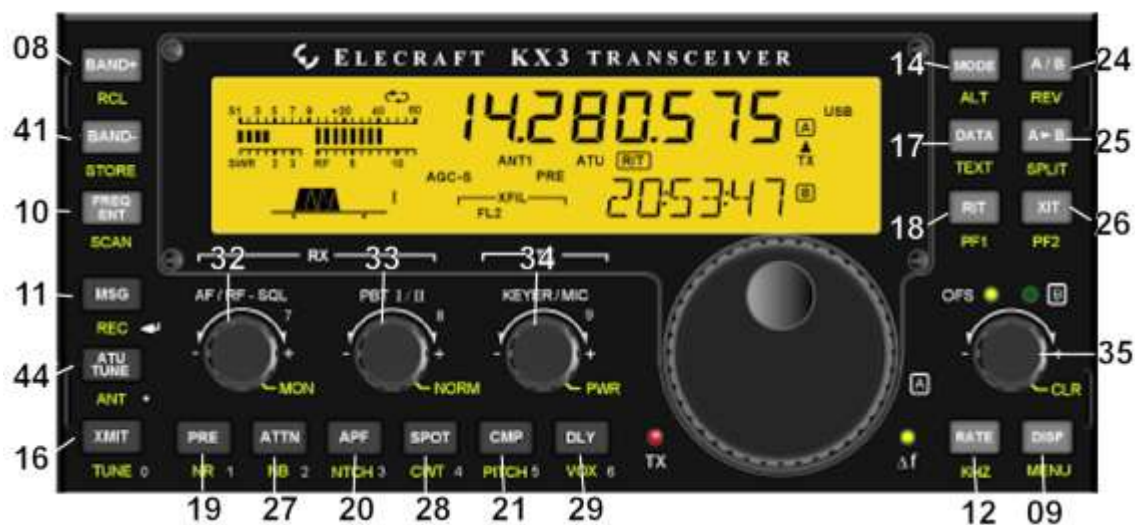 ELECRAFT KX3 TRANSCEIVER
08 BAND+
RCL
41 BAND-
STORE
10 FREQ ENT
SCAN
11 MSG
REC
44 ATU TUNE
ANT
16 XMIT
TUNE 0
S1 3 5 7 9 +20 40 60
SWR 2 3 RF 5 10
14.280.575
USB
A
TX
ANT1 ATU RIT
AGC-S PRE
XFIL
FL2
I
20:53:47 B
14 MODE A / B 24
ALT REV
17 DATA A►B 25
TEXT SPLIT
18 RIT XIT 26
PF1 PF2
RX
32 33 34
AF / RF - SQL 7
PBT I / II 8
KEYER / MIC 9
- + - + - +
MON NORM PWR
OFS B
- + 35
CLR
A
PRE ATTN APF SPOT CMP DLY
NR 1 NB 2 NTCH 3 CWT 4 PITCH 5 VOX 6
19 27 20 28 21 29
TX
Δf
RATE DISP
KHZ MENU
12 09